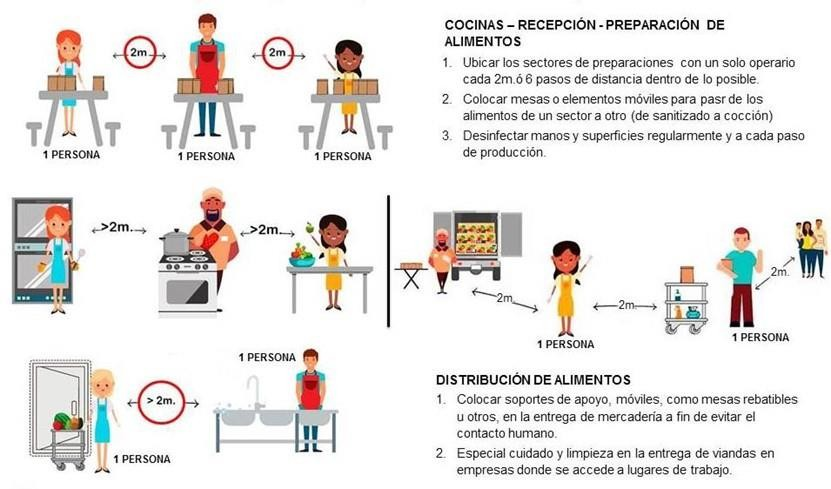 COCINAS – RECEPCIÓN - PREPARACIÓN DE
ALIMENTOS
1. Ubicar los sectores de preparaciones con un solo operario
cada 2m.ó 6 pasos de distancia dentro de lo posible.
2. Colocar mesas o elementos móviles para pasr de los
alimentos de un sector a otro (de sanitizado a cocción)
3. Desinfectar manos y superficies regularmente y a cada paso
de producción.
2m.
2m
1 PERSONA
1 PERSONA
1 PERSONA
>2m.
>2m.
2m.
2m
2m.
1 PERSONA
1 PERSONA
1 PERSONA
> 2m.
1 PERSONA
DISTRIBUCIÓN DE ALIMENTOS
1. Colocar soportes de apoyo, móviles, como mesas rebatibles
u otros, en la entrega de mercadería a fin de evitar el
contacto humano.
2. Especial cuidado y limpieza en la entrega de viandas en
empresas donde se accede a lugares de trabajo.